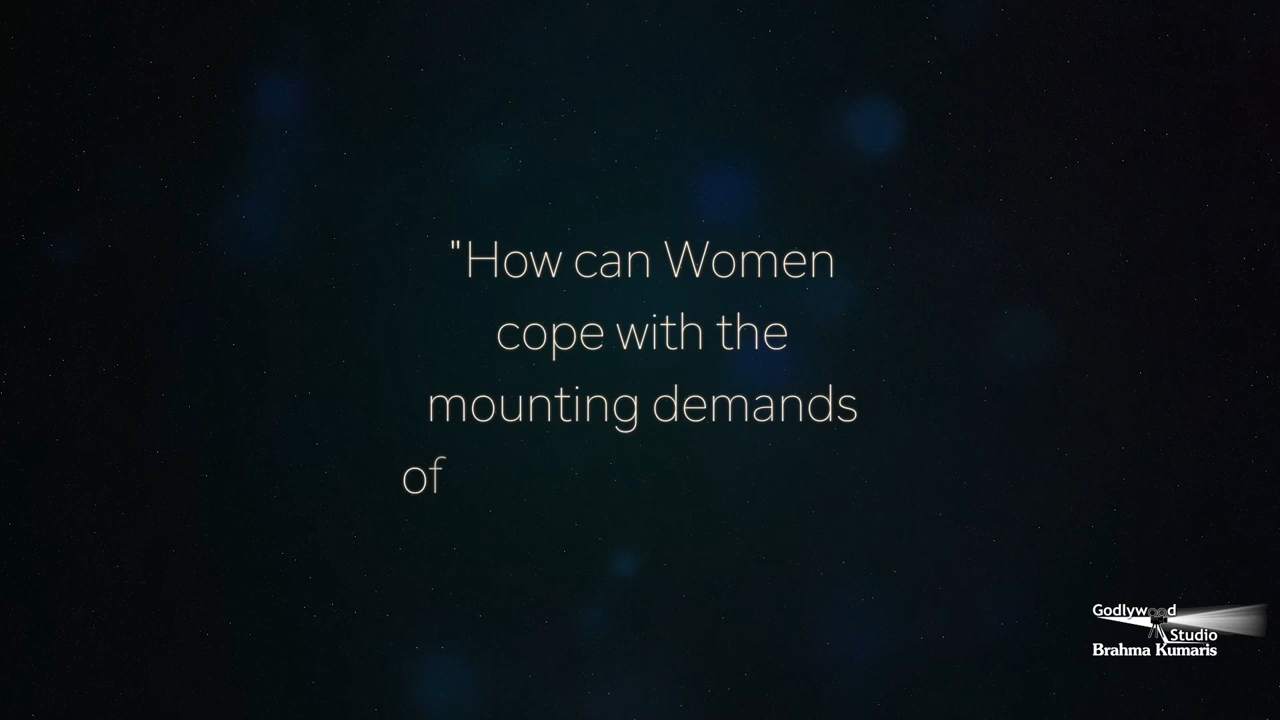 "How can Women
cope with the
mounting demands
of
Godlywood
Studio
Brahma Kumaris